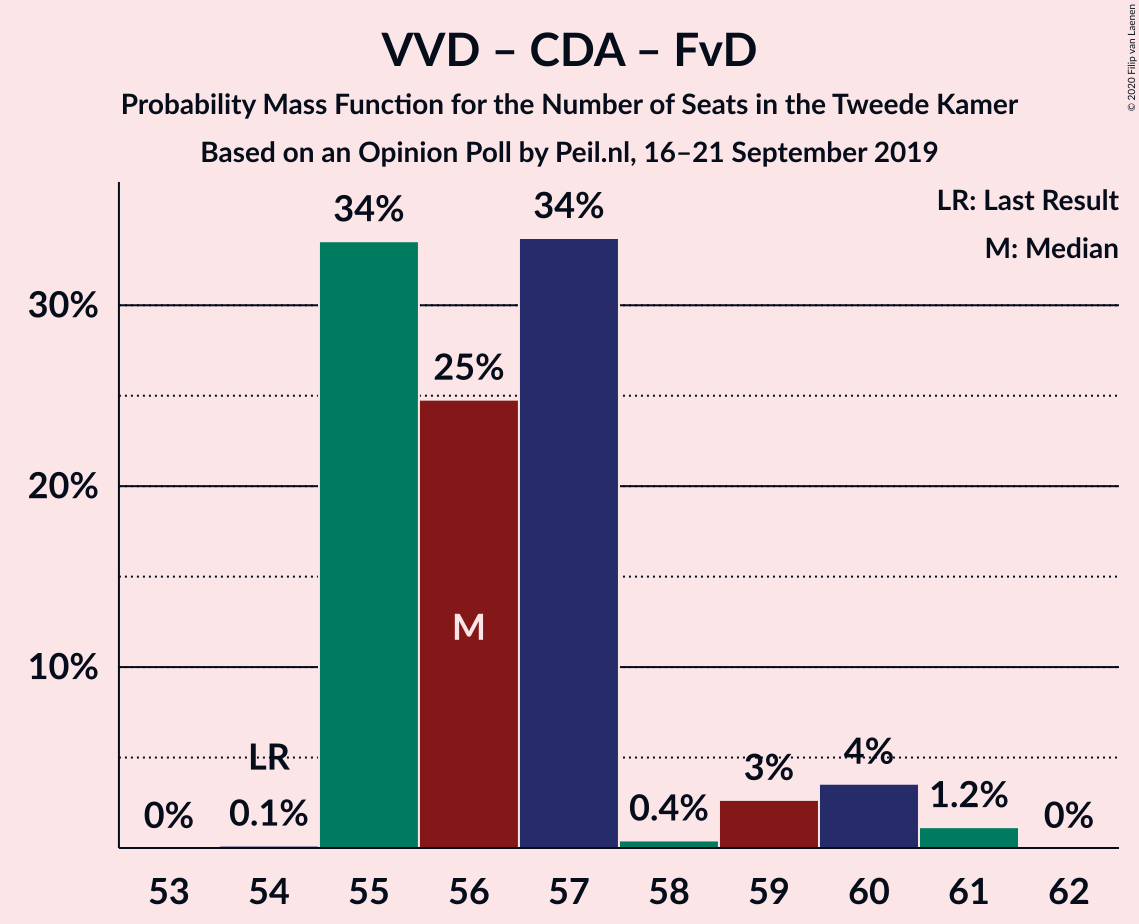 VVD – CDA – FvD
Probability Mass Function for the Number of Seats in the Tweede Kamer
Based on an Opinion Poll by Peil.nl, 16–21 September 2019
© 2020 Filip van Laenen
LR: Last Result
M: Median
34%
34%
30%
25%
20%
M
10%
LR
0%
0.1%
0.4%
3%
4%
1.2%
0%
53 54 55 56 57 58 59 60 61 62